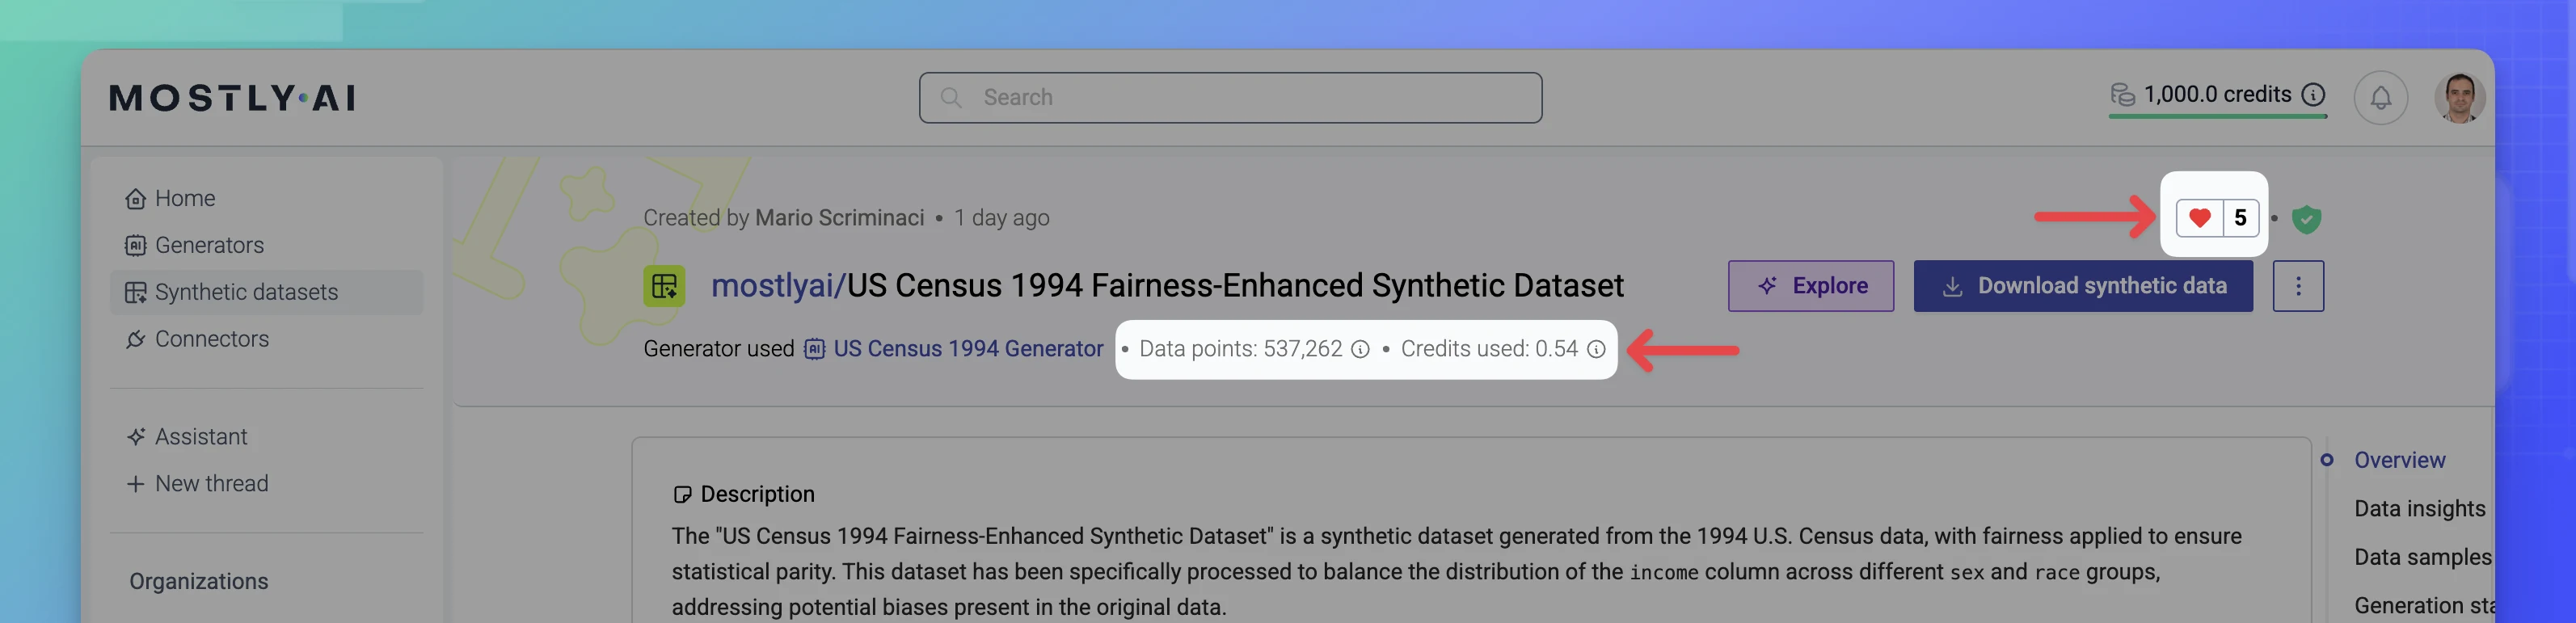 MOSTLY·AI
Search
1,000.0 credits
Home
Generators
Synthetic datasets
Connectors
Assistant
New thread
Organizations
Created by Mario Scriminaci • 1 day ago
5
mostlyai/US Census 1994 Fairness-Enhanced Synthetic Dataset
Explore
Download synthetic data
Generator used US Census 1994 Generator • Data points: 537,262 • Credits used: 0.54
Description
The "US Census 1994 Fairness-Enhanced Synthetic Dataset" is a synthetic dataset generated from the 1994 U.S. Census data, with fairness applied to ensure
statistical parity. This dataset has been specifically processed to balance the distribution of the income column across different sex and race groups,
addressing potential biases present in the original data.
Overview
Data insights
Data samples
Generation